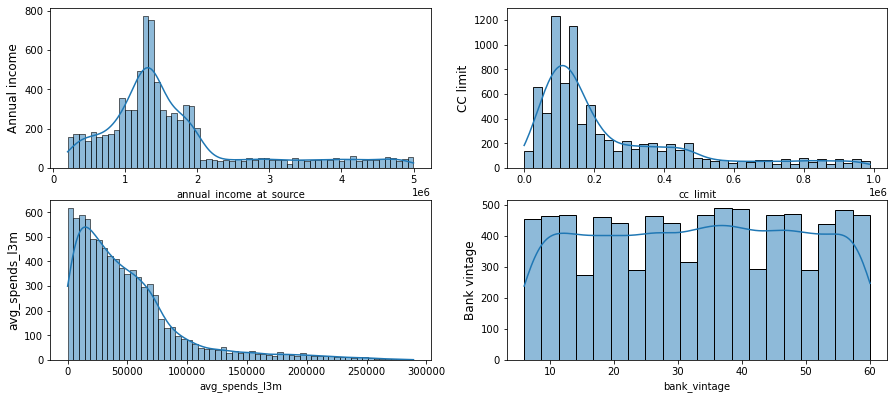 Annual income
800
600
400
200
0
0 1 2 3 4 5
1e6
annual_income_at_source
CC limit
1200
1000
800
600
400
200
0
0.0 0.2 0.4 0.6 0.8 1.0
1e6
cc_limit
avg_spends_l3m
600
500
400
300
200
100
0
0 50000 100000 150000 200000 250000 300000
avg_spends_l3m
Bank vintage
500
400
300
200
100
0
10 20 30 40 50 60
bank_vintage